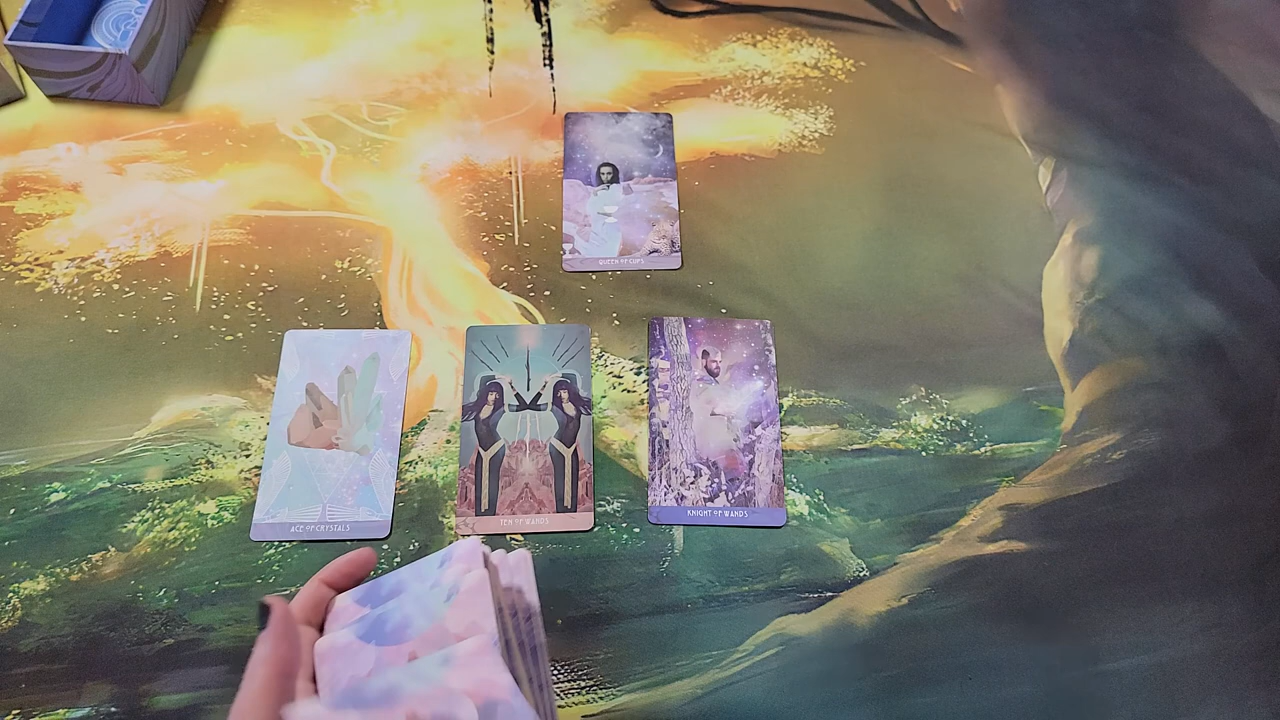 QUEEN OF CUPS
ACE OF CRYSTALS
TEN OF WANDS
KNIGHT OF WANDS